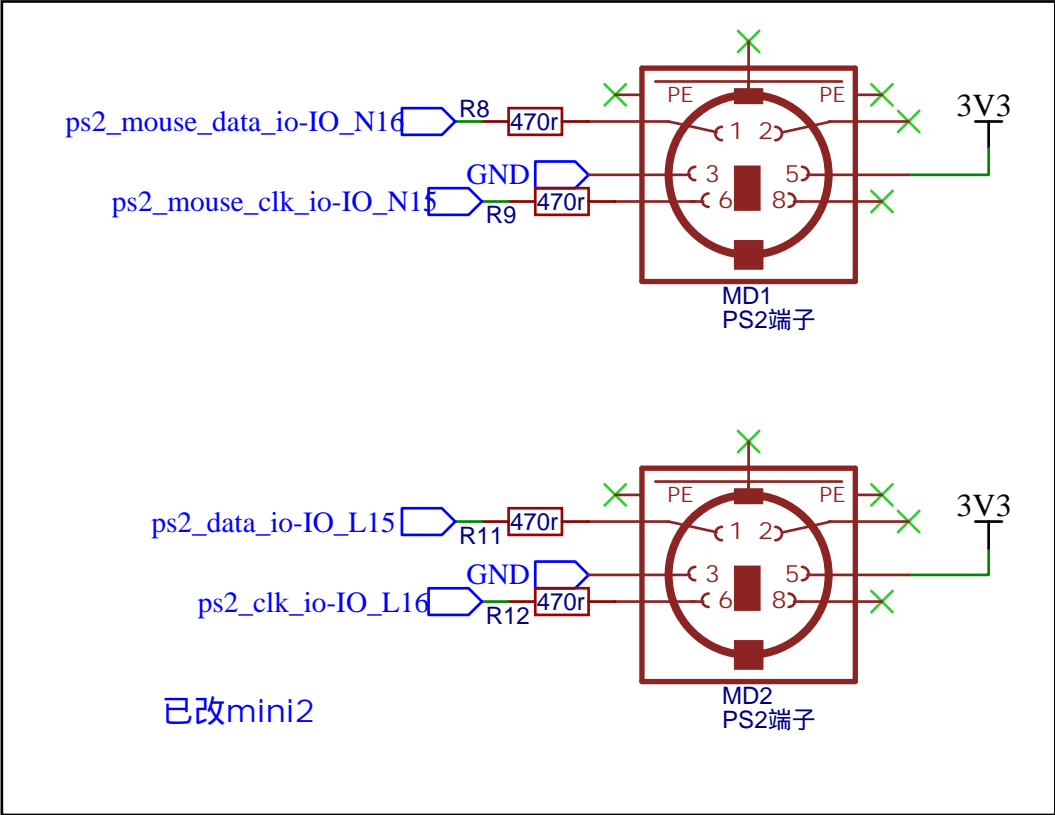 ps2_mouse_data_io-IO_N16
R8
470r
PE
PE
1
2
3V3
GND
3
5
ps2_mouse_clk_io-IO_N15
R9
470r
6
8
MD1
PS2端子
ps2_data_io-IO_L15
R11
470r
PE
PE
1
2
3V3
GND
3
5
ps2_clk_io-IO_L16
R12
470r
6
8
MD2
PS2端子
已改mini2